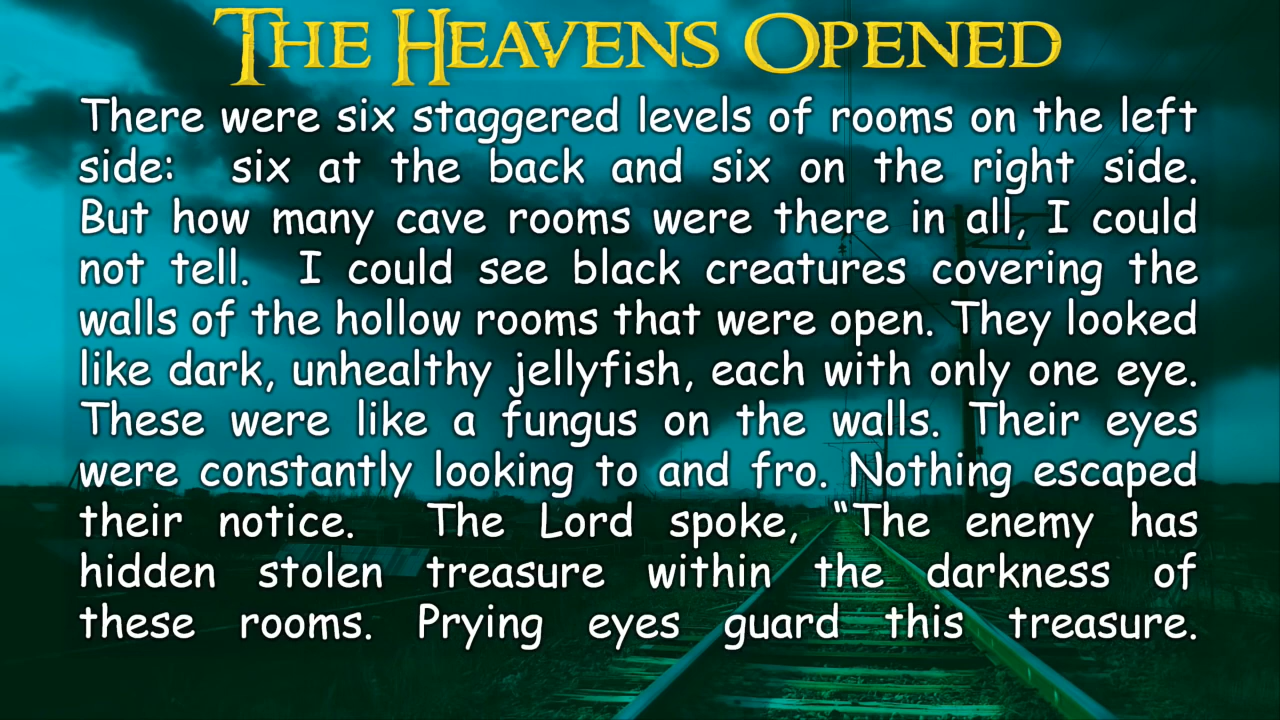 THE HEAVENS OPENED
There were six staggered levels of rooms on the left
side: six at the back and six on the right side.
But how many cave rooms were there in all, I could
not tell. I could see black creatures covering the
walls of the hollow rooms that were open. They looked
like dark, unhealthy jellyfish, each with only one eye.
These were like a fungus on the walls. Their eyes
were constantly looking to and fro. Nothing escaped
their notice. The Lord spoke, “The enemy has
hidden stolen treasure within the darkness of
these rooms. Prying eyes guard this treasure.